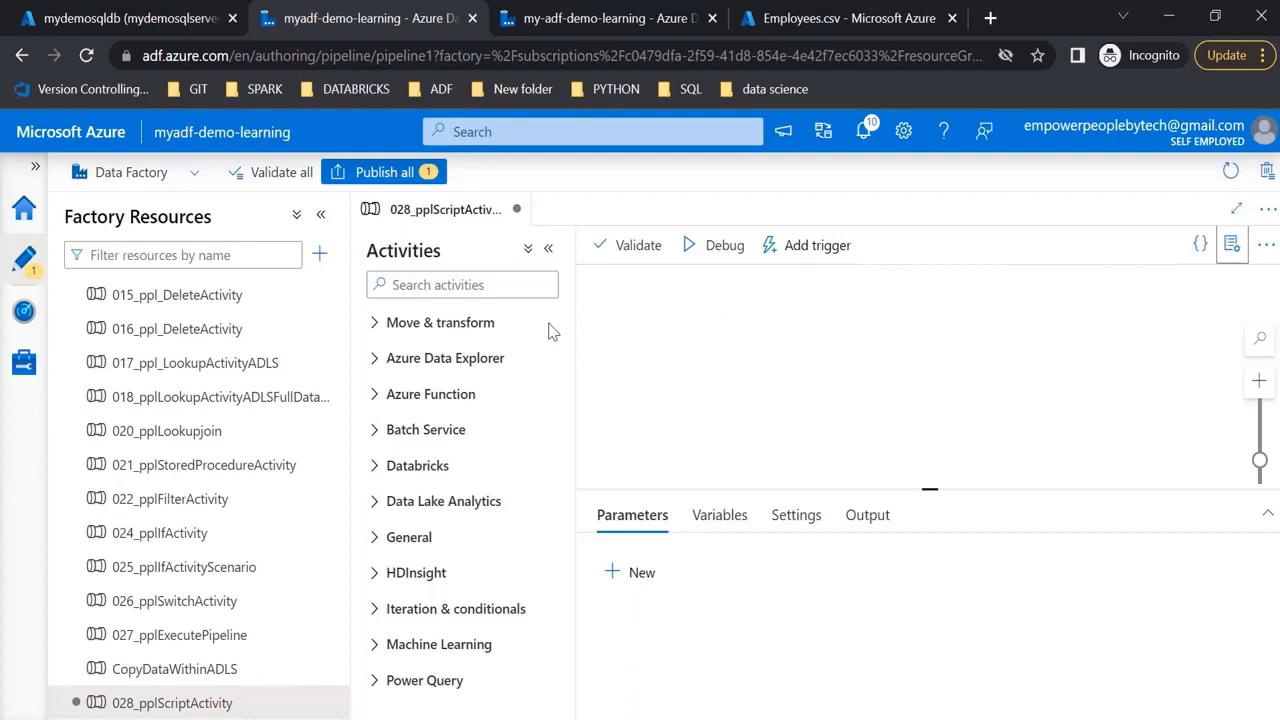 mydemosqldb (mydemosqlserve
myadf-demo-learning - Azure Da
my-adf-demo-learning - Azure D
Employees.csv - Microsoft Azure
adf.azure.com/en/authoring/pipeline/pipeline1?factory=%2Fsubscriptions%2Fc0479dfa-2f59-41d8-854e-4e42f7ec6033%2FresourceGr...
Incognito
Update
Version Controlling...
GIT
SPARK
DATABRICKS
ADF
New folder
PYTHON
SQL
data science
Microsoft Azure
myadf-demo-learning
Search
10
empowerpeoplebytech@gmail.com
SELF EMPLOYED
Data Factory
Validate all
Publish all 1
1
Factory Resources
Filter resources by name
015_ppl_DeleteActivity
016_ppl_DeleteActivity
017_ppl_LookupActivityADLS
018_pplLookupActivityADLSFullData...
020_pplLookupjoin
021_pplStoredProcedureActivity
022_pplFilterActivity
024_pplIfActivity
025_pplIfActivityScenario
026_pplSwitchActivity
027_pplExecutePipeline
CopyDataWithinADLS
028_pplScriptActivity
028_pplScriptActiv...
Activities
Search activities
Move & transform
Azure Data Explorer
Azure Function
Batch Service
Databricks
Data Lake Analytics
General
HDInsight
Iteration & conditionals
Machine Learning
Power Query
Validate
Debug
Add trigger
Parameters
Variables
Settings
Output
New